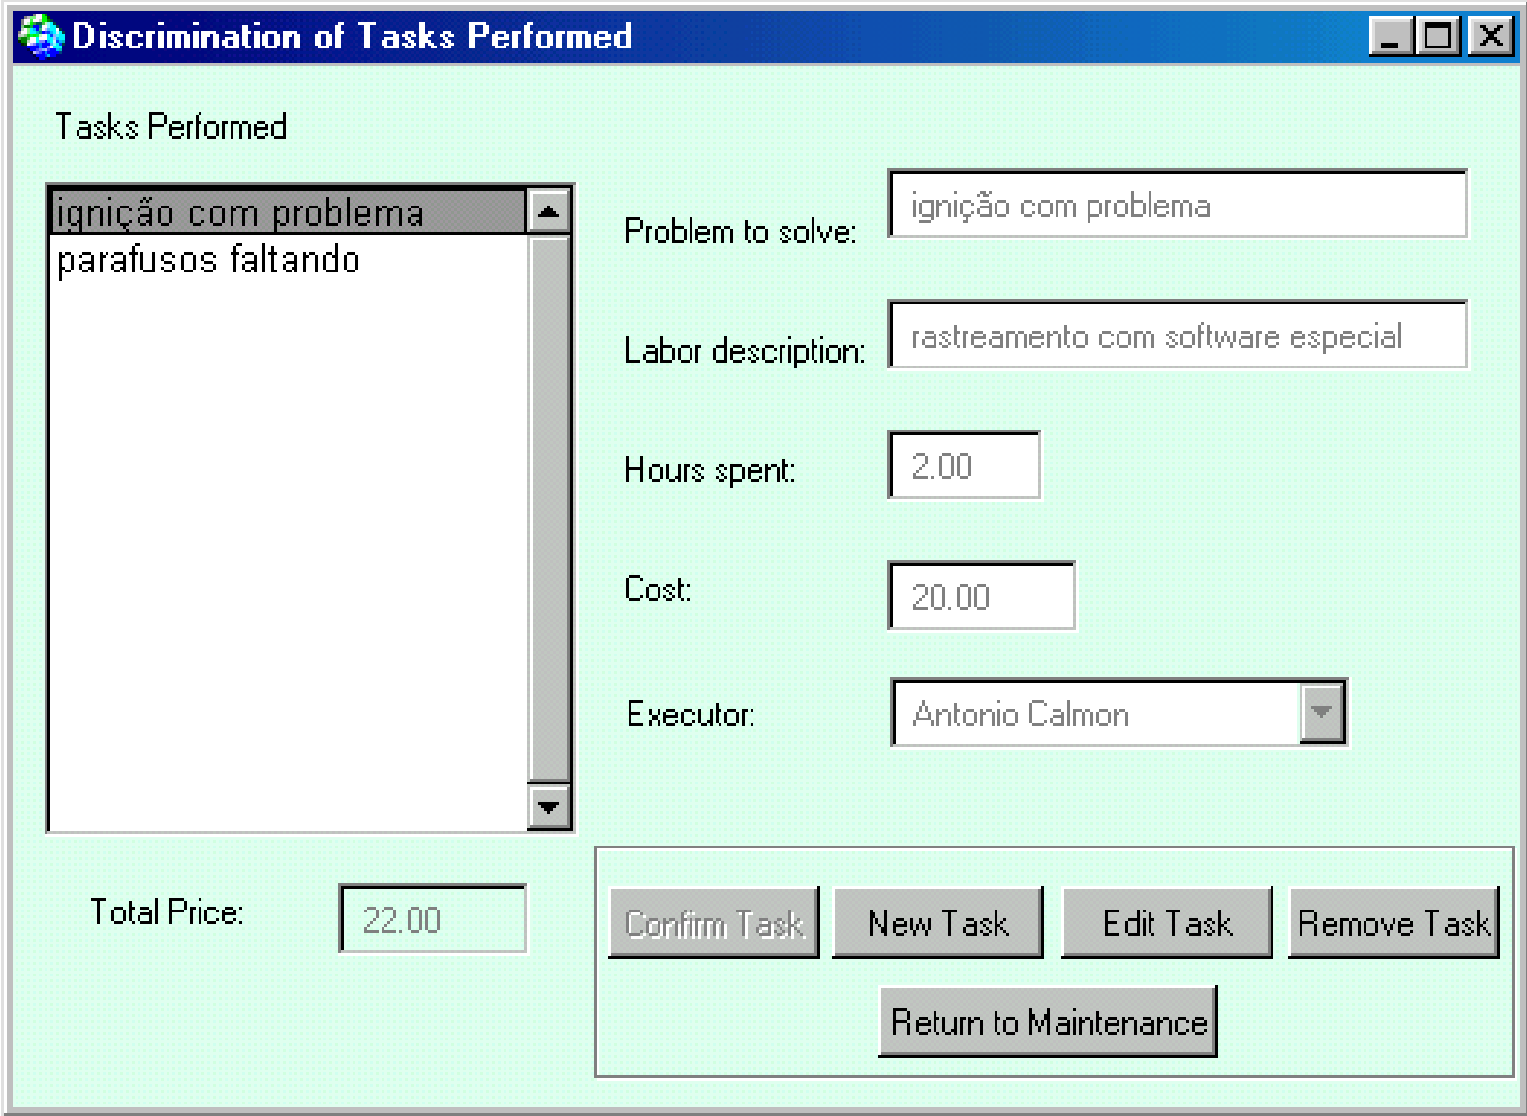 Discrimination of Tasks Performed
Tasks Performed
ignição com problema
parafusos faltando
Problem to solve:
ignição com problema
Labor description:
rastreamento com software especial
Hours spent:
2.00
Cost:
20.00
Executor:
Antonio Calmon
Total Price:
22.00
Confirm Task
New Task
Edit Task
Remove Task
Return to Maintenance